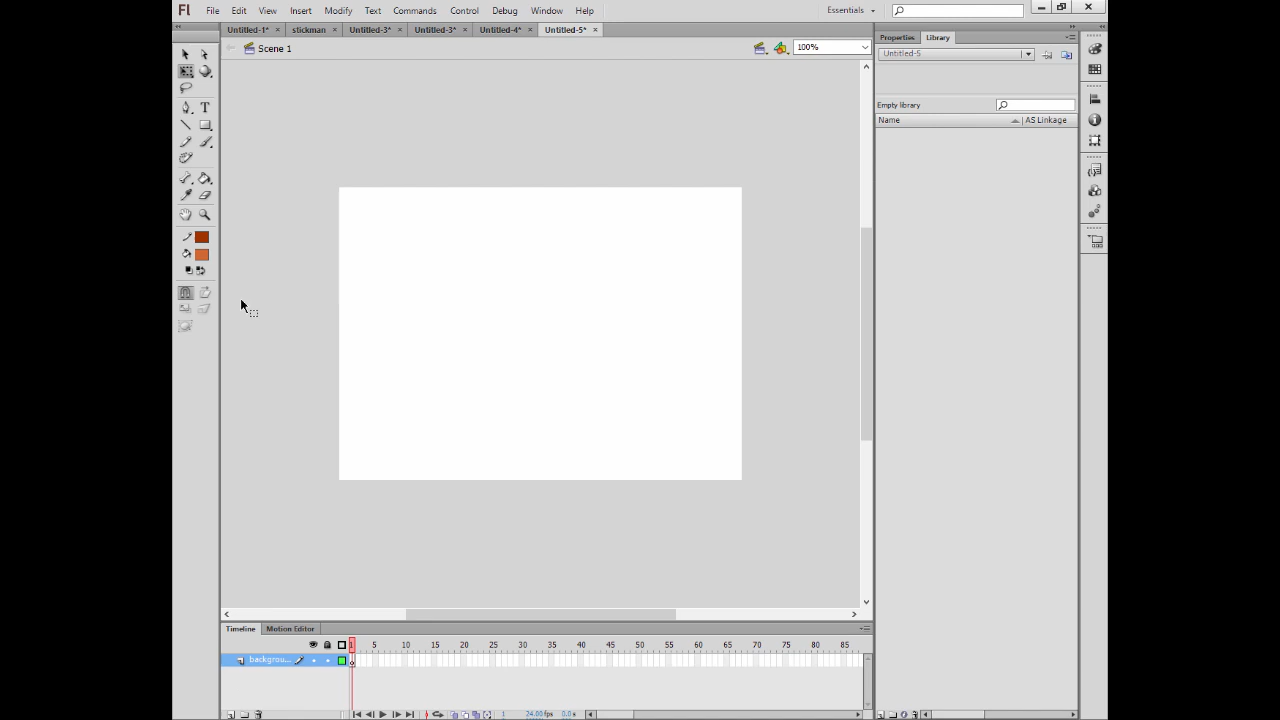 Fl File Edit View Insert Modify Text Commands Control Debug Window Help Essentials
Untitled-1* × stickman × Untitled-3* × Untitled-3* × Untitled-4* × Untitled-5* ×
Scene 1 100%
Properties Library
Untitled-5
Empty library
Name AS Linkage
Timeline Motion Editor
1 5 10 15 20 25 30 35 40 45 50 55 60 65 70 75 80 85
backgrou...
1 24.00 fps 0.0 s